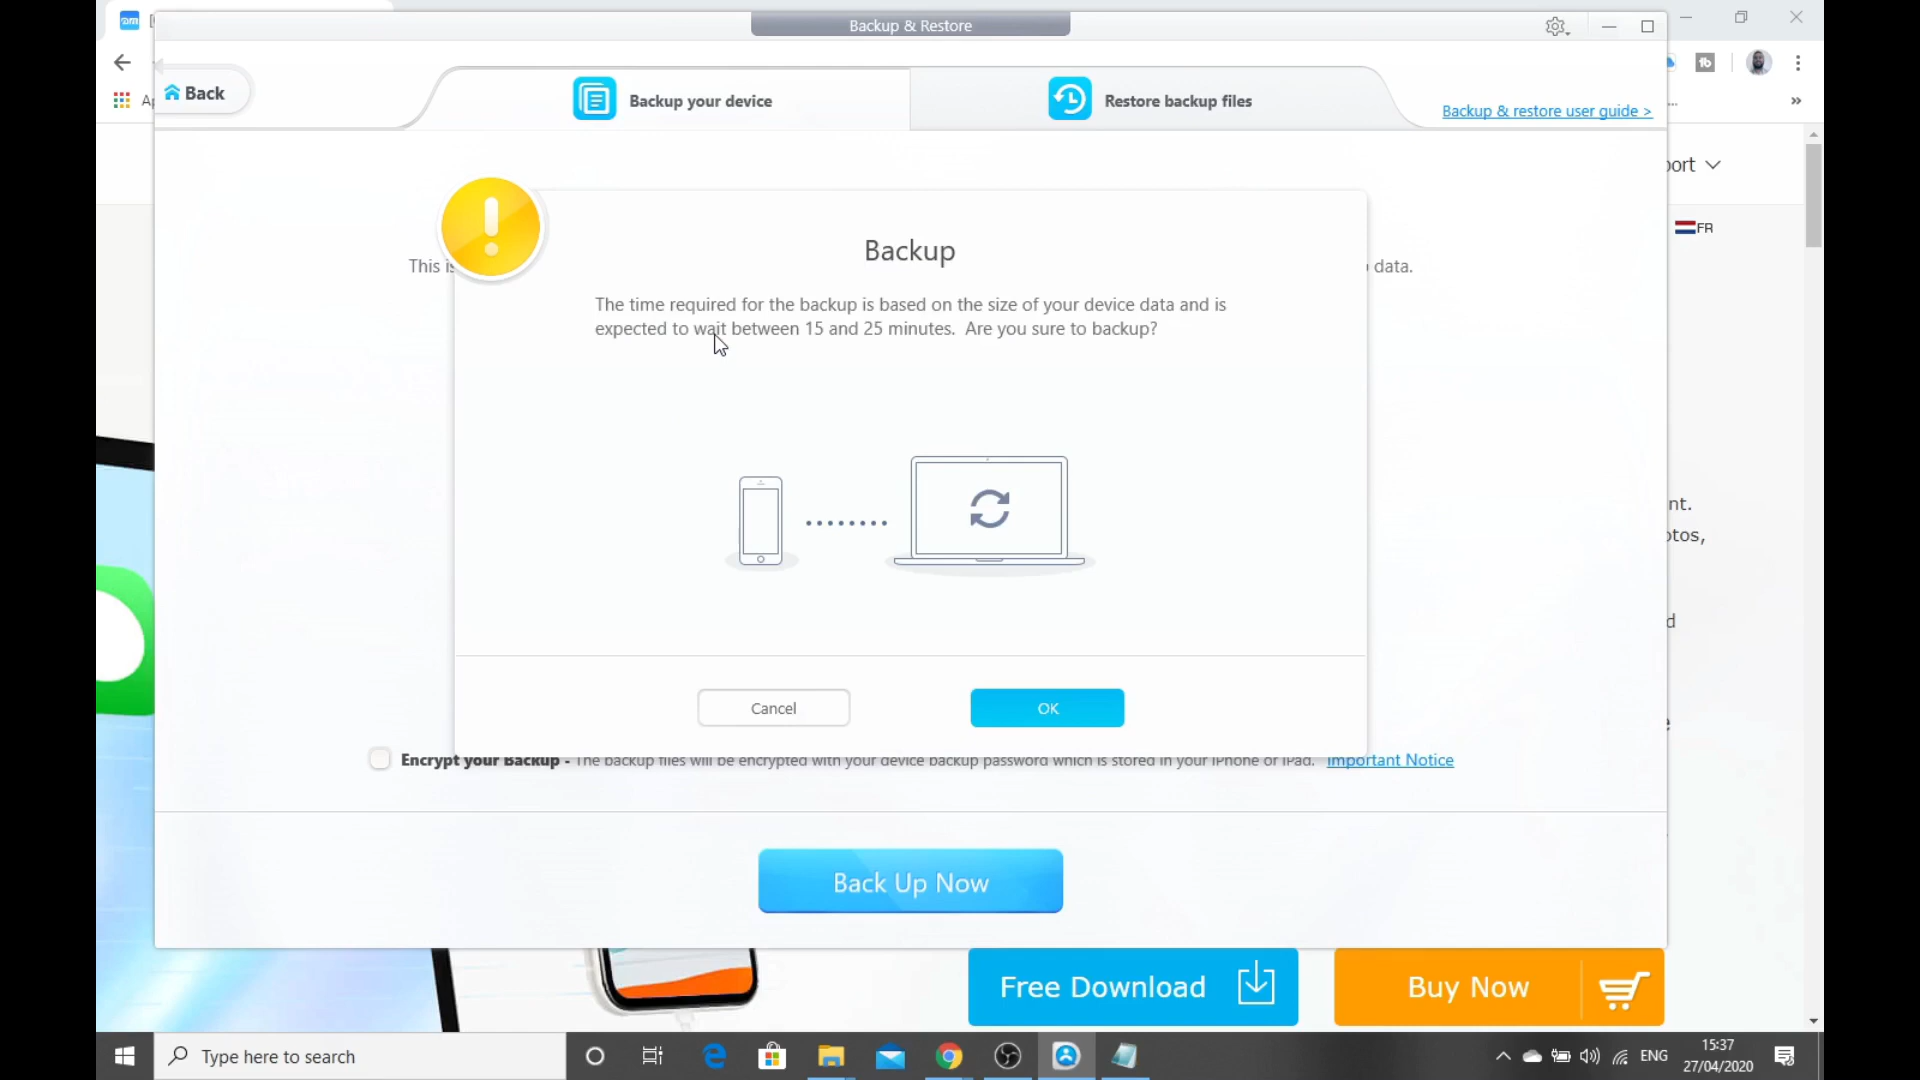 Backup & Restore
Back
Backup your device
Restore backup files
Backup & restore user guide >
port
FR
This is
data.
Backup
The time required for the backup is based on the size of your device data and is
expected to wait between 15 and 25 minutes.  Are you sure to backup?
nt.
otos,
d
Cancel
OK
Encrypt your Backup - The backup files will be encrypted with your device backup password which is stored in your iPhone or iPad. Important Notice
Back Up Now
Free Download
Buy Now
Type here to search
ENG
15:37
27/04/2020